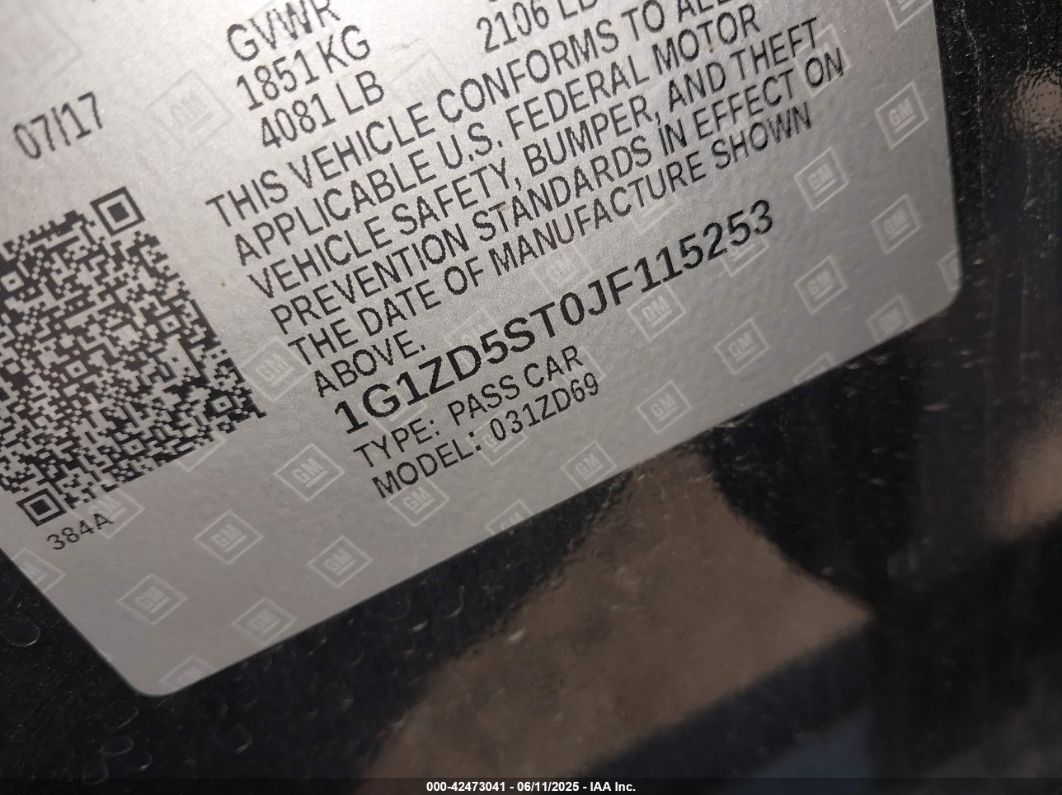 GVWR
1851 KG
4081 LB
2106 LB
07/17
THIS VEHICLE CONFORMS TO ALL
APPLICABLE U.S. FEDERAL MOTOR
VEHICLE SAFETY, BUMPER, AND THEFT
PREVENTION STANDARDS IN EFFECT ON
THE DATE OF MANUFACTURE SHOWN
ABOVE.
1G1ZD5ST0JF115253
TYPE: PASS CAR
MODEL: 031ZD69
384A
GM
000-42473041 - 06/11/2025 - IAA Inc.